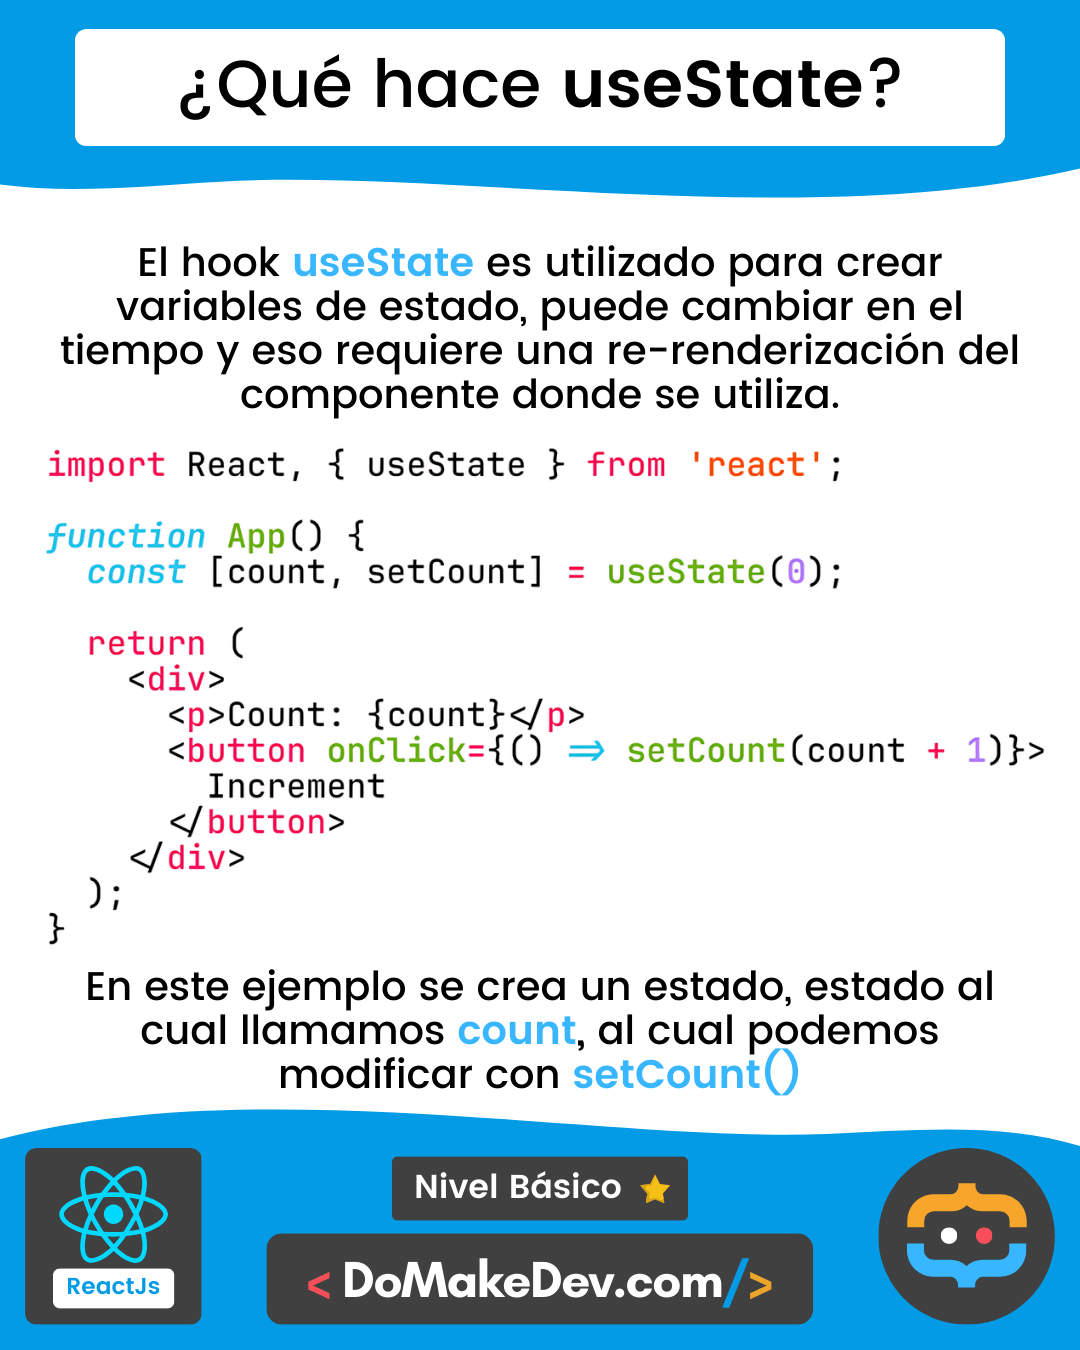 ¿Qué hace useState?
El hook useState es utilizado para crear
variables de estado, puede cambiar en el
tiempo y eso requiere una re-renderización del
componente donde se utiliza.
import React, { useState } from 'react';
function App() {
  const [count, setCount] = useState(0);
  return (
    <div>
      <p>Count: {count}</p>
      <button onClick={() => setCount(count + 1)}>
        Increment
      </button>
    </div>
  );
}
En este ejemplo se crea un estado, estado al
cual llamamos count, al cual podemos
modificar con setCount()
ReactJs
Nivel Básico
< DoMakeDev.com/>